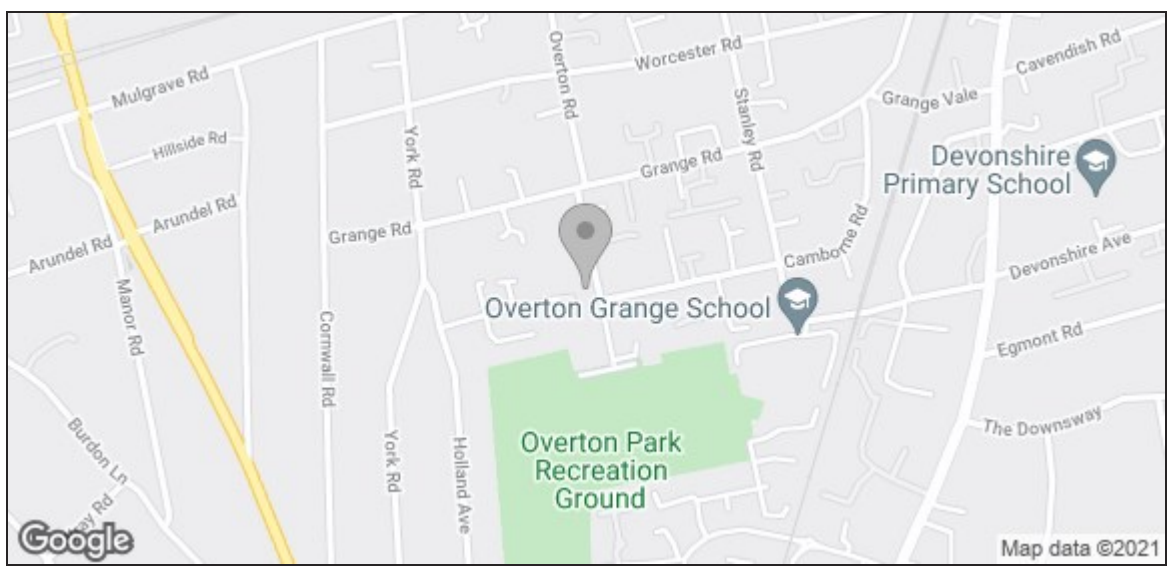 Mulgrave Rd
Overton Rd
Worcester Rd
Cavendish Rd
Grange Vale
Stanley Rd
Hillside Rd
York Rd
Grange Rd
Devonshire
Primary School
Arundel Rd
Arundel Rd
Grange Rd
Camborne Rd
Devonshire Ave
Manor Rd
Overton Grange School
Cornwall Rd
Egmont Rd
Burdon Ln
York Rd
Holland Ave
Overton Park
Recreation
Ground
The Downsway
Rd
Google
Map data ©2021